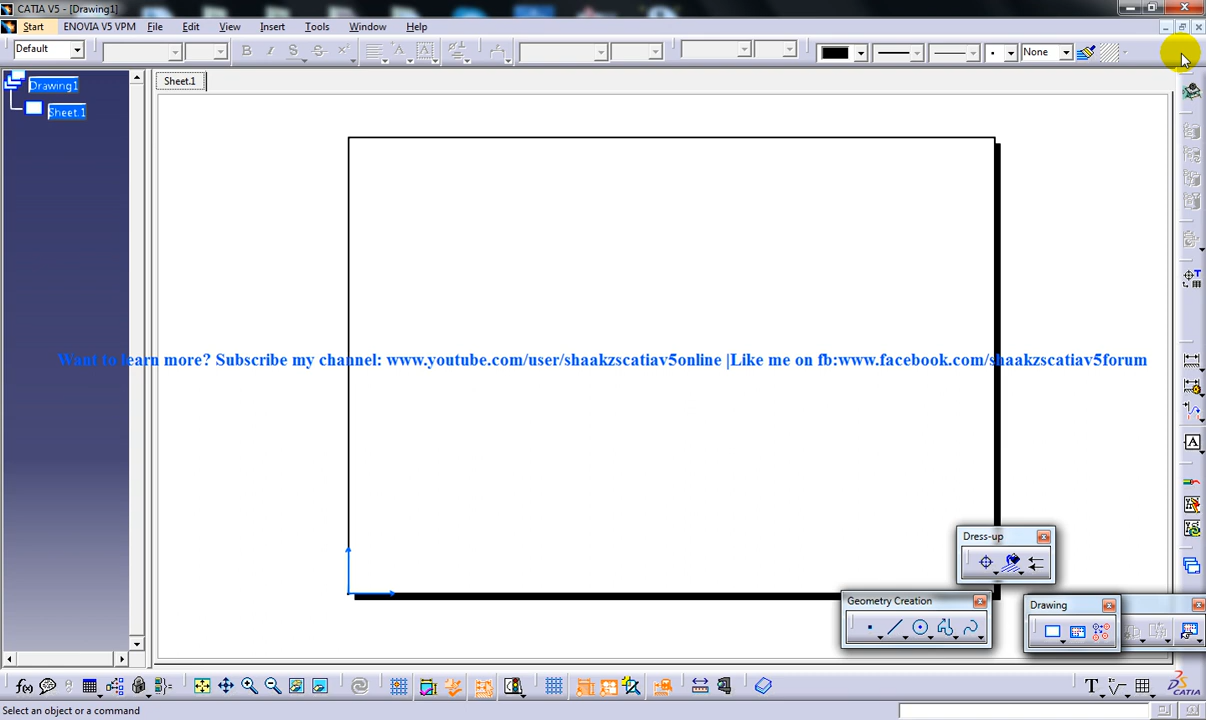 CATIA V5 - [Drawing1]
Start ENOVIA V5 VPM File Edit View Insert Tools Window Help
Default
B I S S x
None
Drawing1
Sheet.1
Sheet.1
Want to learn more? Subscribe my channel: www.youtube.com/user/shaakzscatiav5online |Like me on fb:www.facebook.com/shaakzscatiav5forum
Dress-up
Geometry Creation
Drawing
f(x)
T
CATIA
Select an object or a command